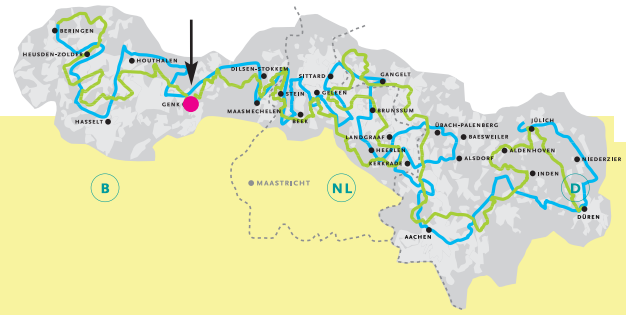 BERINGEN
HEUSDEN-ZOLDER
HOUTHALEN
GENK
HASSELT
DILSEN-STOKKEM
MAASMECHELEN
STEIN
BEEK
SITTARD
GELEEN
GANGELT
BRUNSSUM
LANDGRAAF
HEERLEN
KERKRADE
ÜBACH-PALENBERG
BAESWEILER
ALSDORF
JÜLICH
ALDENHOVEN
NIEDERZIER
INDEN
DÜREN
AACHEN
MAASTRICHT
B
NL
D